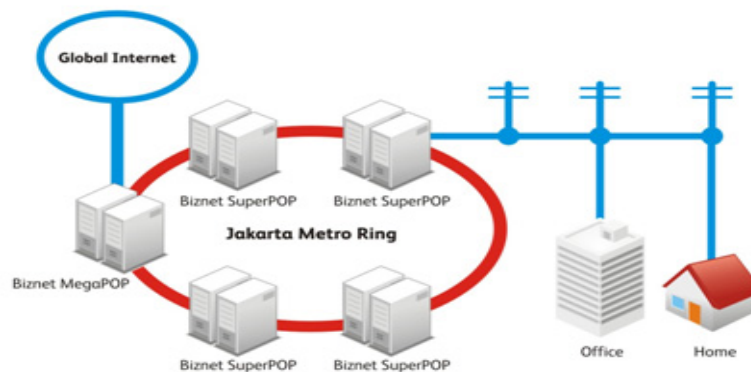 Global Internet
Biznet SuperPOP
Biznet SuperPOP
Jakarta Metro Ring
Biznet MegaPOP
Biznet SuperPOP
Biznet SuperPOP
Office
Home